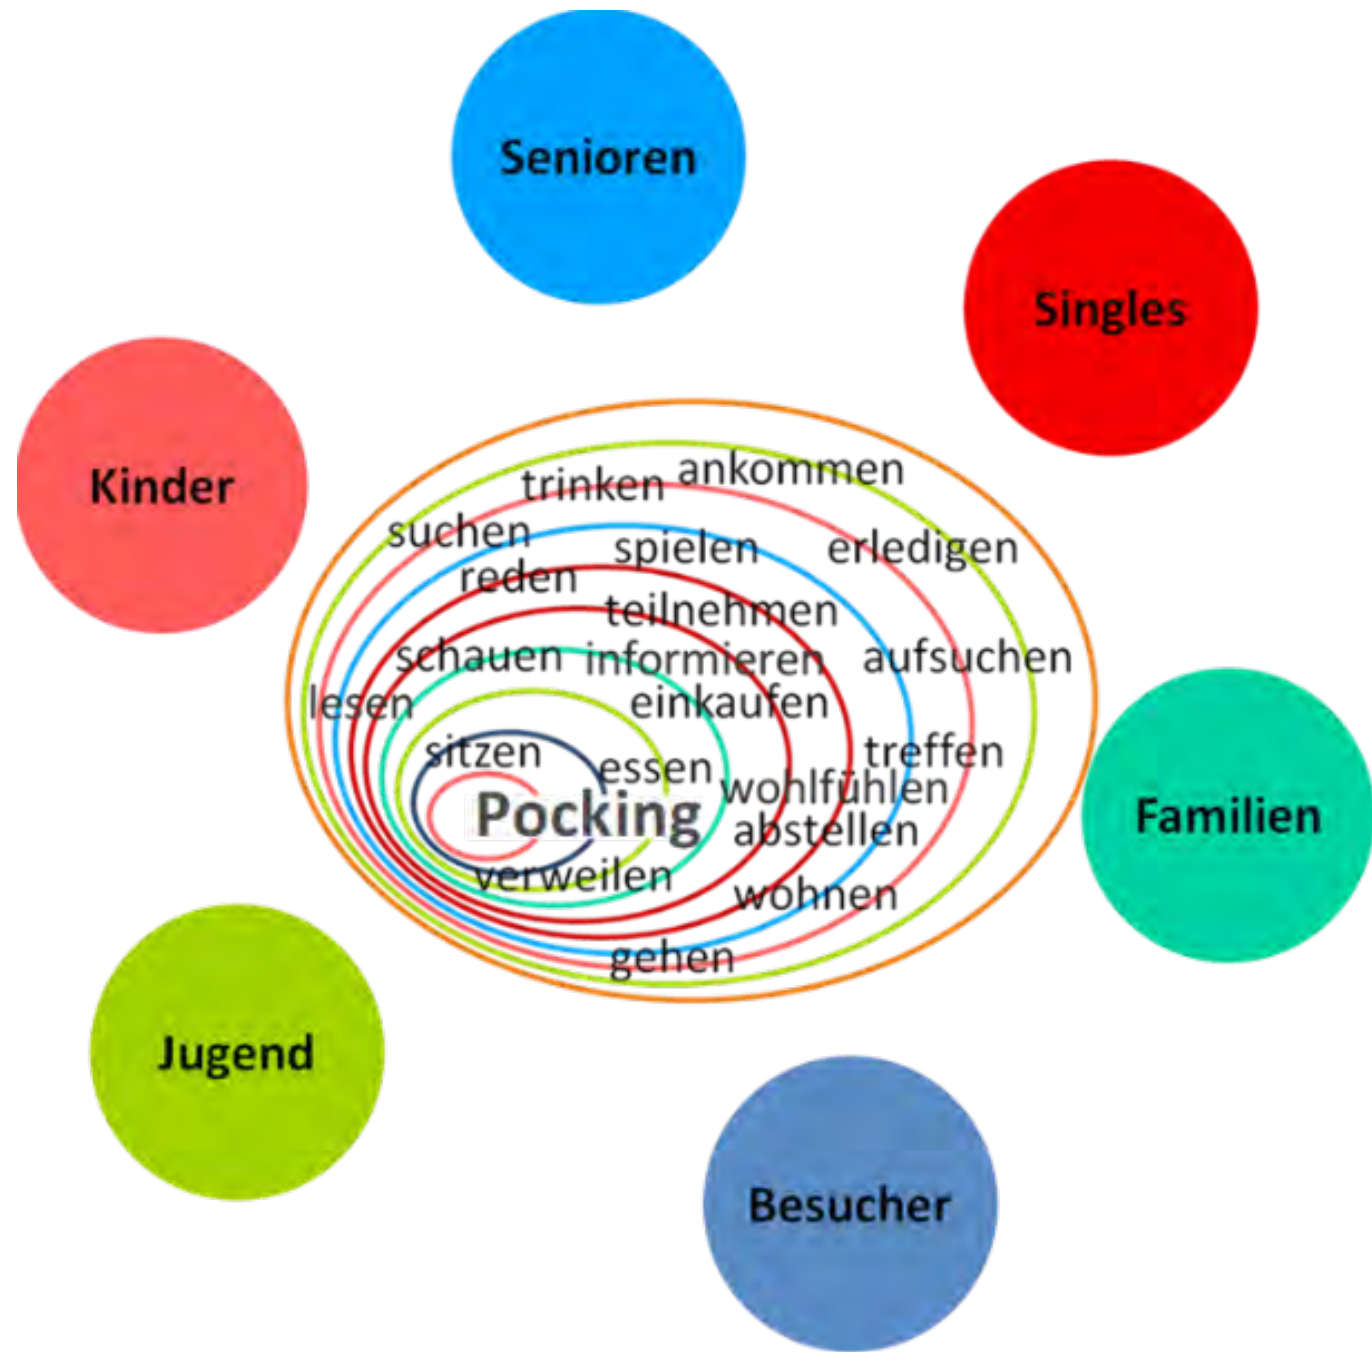 Senioren
Singles
Kinder
ankommen
trinken
suchen
spielen
erledigen
reden
teilnehmen
schauen
informieren
aufsuchen
lesen
einkaufen
sitzen
treffen
essen
wohlfühlen
Pocking
abstellen
Familien
verweilen
wohnen
gehen
Jugend
Besucher